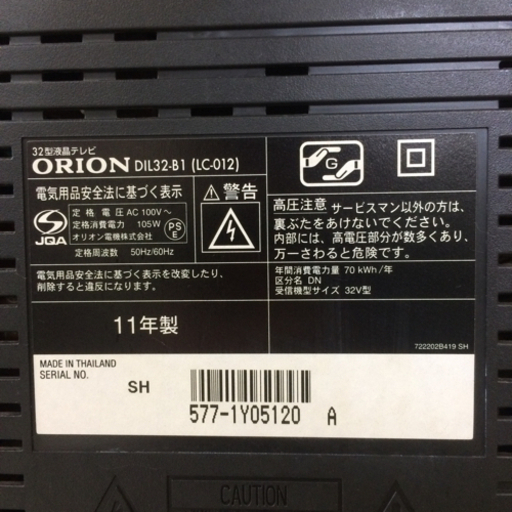 32型液晶テレビ
ORION DIL32-B1 (LC-012)
電気用品安全法に基づく表示
JQA
定格電圧 AC 100V～
定格消費電力 105W
オリオン電機株式会社
定格周波数 50Hz/60Hz
PS E
電気用品安全法に基づく表示を改変したり、
削除すると違反になります。
警告
G
高圧注意 サービスマン以外の方は、
裏ぶたをあけないでください。
内部には、高電圧部分が数多くあり、
万一さわると危険です。
年間消費電力量 70 kWh/年
区分名 DN
受信機型サイズ 32V型
11年製
722202B419 SH
MADE IN THAILAND
SERIAL NO.
SH
577-1Y05120 A
CAUTION